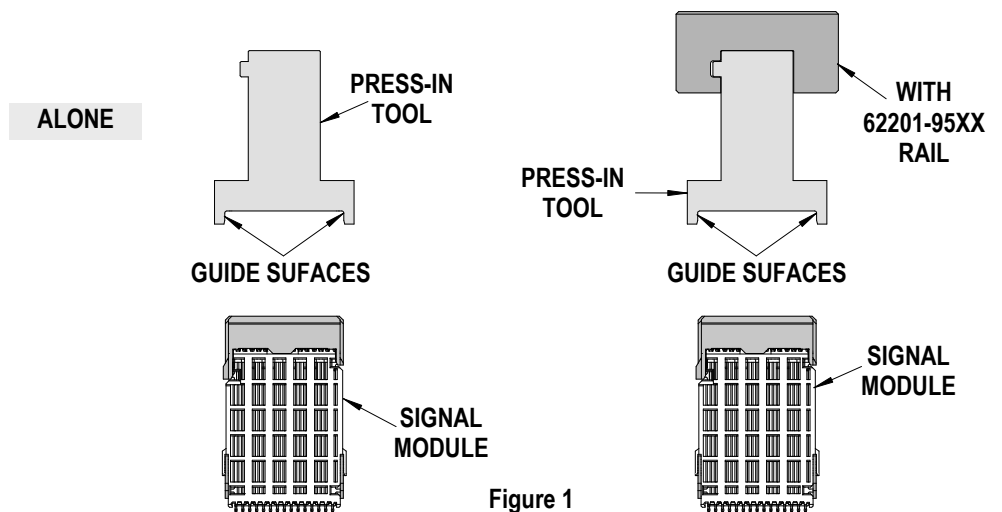 ALONE
PRESS-IN
TOOL
GUIDE SUFACES
SIGNAL
MODULE
WITH
62201-95XX
RAIL
PRESS-IN
TOOL
GUIDE SUFACES
SIGNAL
MODULE
Figure 1